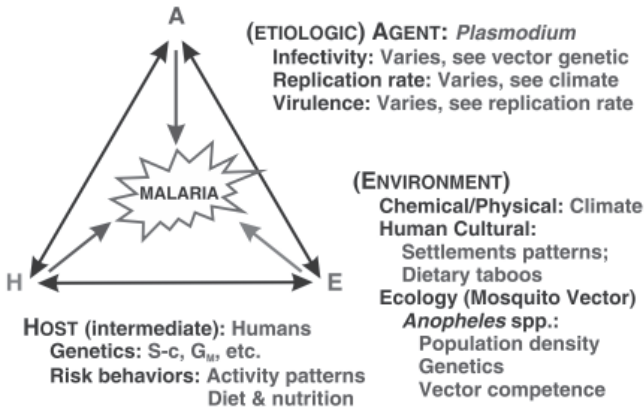 A
(ETIOLOGIC) AGENT: Plasmodium
Infectivity: Varies, see vector genetic
Replication rate: Varies, see climate
Virulence: Varies, see replication rate
MALARIA
(ENVIRONMENT)
Chemical/Physical: Climate
Human Cultural:
Settlements patterns;
Dietary taboos
Ecology (Mosquito Vector)
Anopheles spp.:
Population density
Genetics
Vector competence
H
E
HOST (intermediate): Humans
Genetics: S-c, GM, etc.
Risk behaviors: Activity patterns
Diet & nutrition